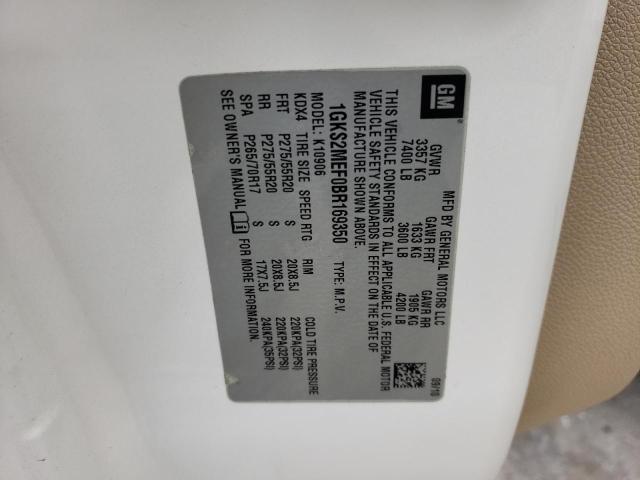 GM
MFD BY GENERAL MOTORS LLC
GVWR GAWR FRT GAWR RR
3357 KG 1633 KG 1905 KG
7400 LB 3600 LB 4200 LB
09/10
THIS VEHICLE CONFORMS TO ALL APPLICABLE U.S. FEDERAL MOTOR
VEHICLE SAFETY STANDARDS IN EFFECT ON THE DATE OF
MANUFACTURE SHOWN ABOVE.
1GKS2MEF0BR169350 TYPE: M.P.V.
MODEL: K10906
KDX4 TIRE SIZE SPEED RTG RIM COLD TIRE PRESSURE
FRT P275/55R20 S 20X8.5J 220KPA(32PSI)
RR P275/55R20 S 20X8.5J 220KPA(32PSI)
SPA P265/70R17 S 17X7.5J 240KPA(35PSI)
SEE OWNER'S MANUAL FOR MORE INFORMATION.